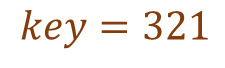 key = 321